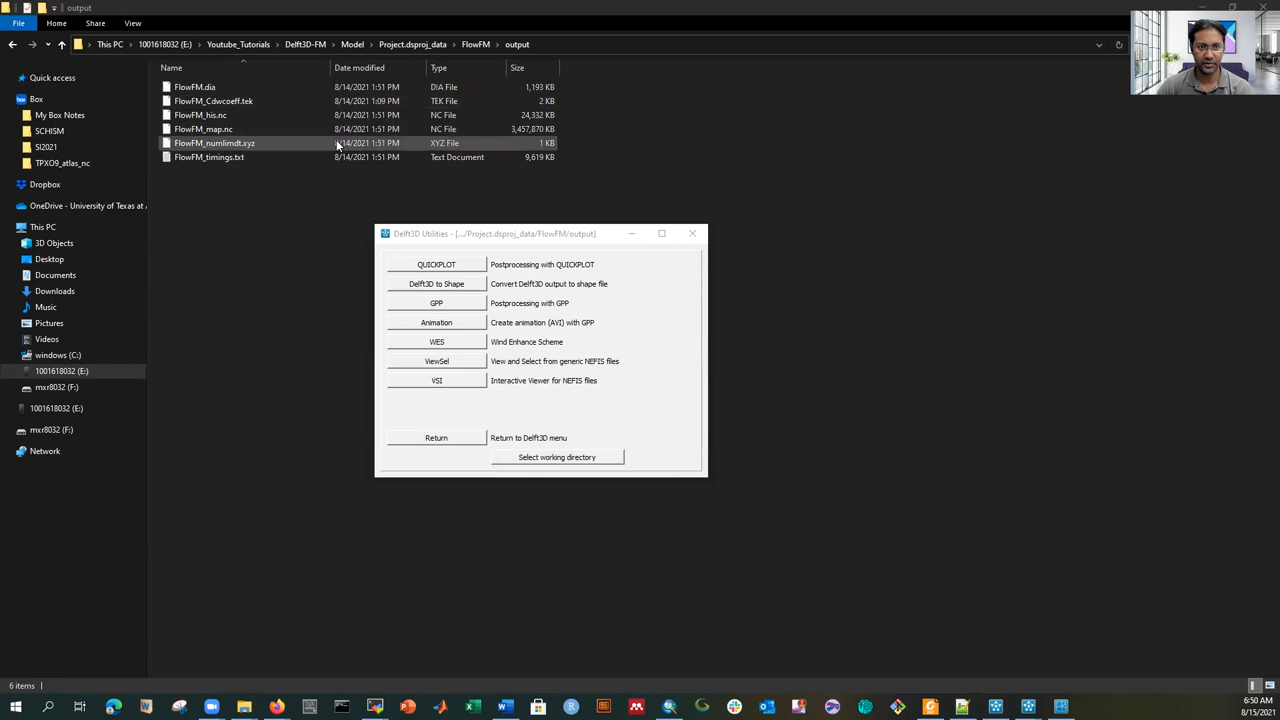 output
File Home Share View
This PC 1001618032 (E:) Youtube_Tutorials Delft3D-FM Model Project.dsproj_data FlowFM output
Name Date modified Type Size
Quick access
Box
My Box Notes
SCHISM
SI2021
TPXO9_atlas_nc
Dropbox
OneDrive - University of Texas at A
This PC
3D Objects
Desktop
Documents
Downloads
Music
Pictures
Videos
windows (C:)
1001618032 (E:)
mxr8032 (F:)
1001618032 (E:)
mxr8032 (F:)
Network
FlowFM.dia 8/14/2021 1:51 PM DIA File 1,193 KB
FlowFM_Cdwcoeff.tek 8/14/2021 1:09 PM TEK File 2 KB
FlowFM_his.nc 8/14/2021 1:51 PM NC File 24,332 KB
FlowFM_map.nc 8/14/2021 1:51 PM NC File 3,457,870 KB
FlowFM_numlimdt.xyz 8/14/2021 1:51 PM XYZ File 1 KB
FlowFM_timings.txt 8/14/2021 1:51 PM Text Document 9,619 KB
Delft3D Utilities - [.../Project.dsproj_data/FlowFM/output]
QUICKPLOT Postprocessing with QUICKPLOT
Delft3D to Shape Convert Delft3D output to shape file
GPP Postprocessing with GPP
Animation Create animation (AVI) with GPP
WES Wind Enhance Scheme
ViewSel View and Select from generic NEFIS files
VSI Interactive Viewer for NEFIS files
Return Return to Delft3D menu
Select working directory
6 items
6:50 AM
8/15/2021